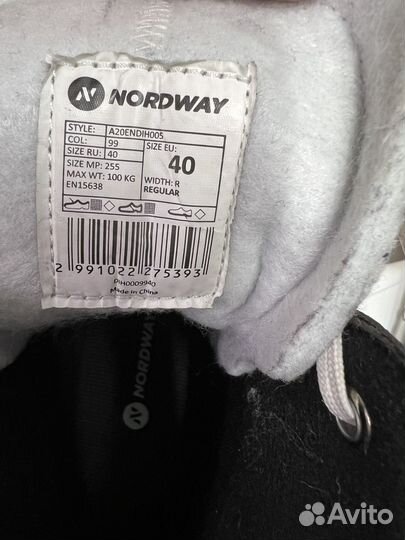 NORDWAY
STYLE: A20ENDIH005
COL: 99
SIZE RU: 40
SIZE MP: 255
MAX WT: 100 KG
EN15638
SIZE EU:
40
WIDTH: R
REGULAR
2 991022 275393
DIH0009940
Made in China
NORDWAY
Avito